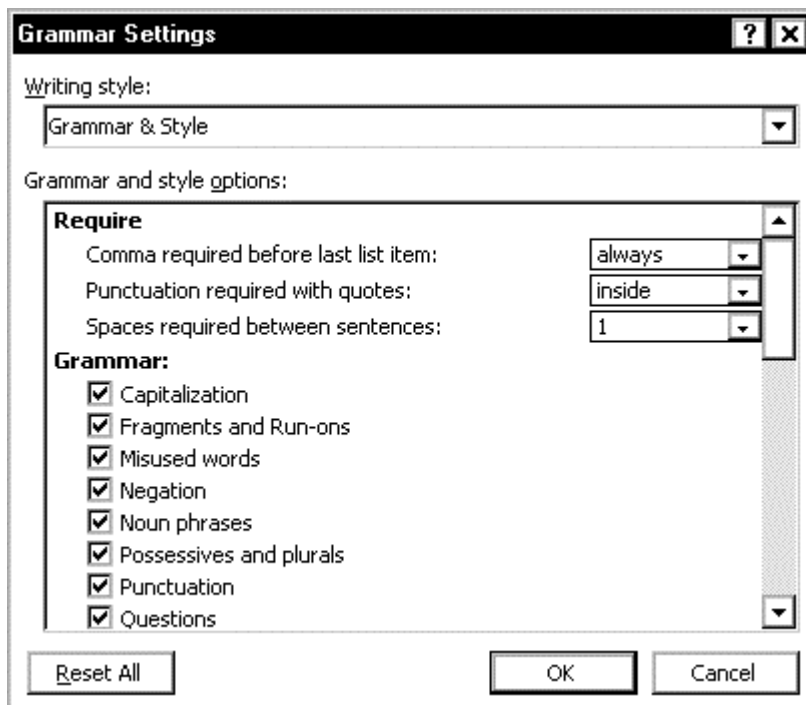 Grammar Settings
Writing style:
Grammar & Style
Grammar and style options:
Require
Comma required before last list item: always
Punctuation required with quotes: inside
Spaces required between sentences: 1
Grammar:
Capitalization
Fragments and Run-ons
Misused words
Negation
Noun phrases
Possessives and plurals
Punctuation
Questions
Reset All OK Cancel